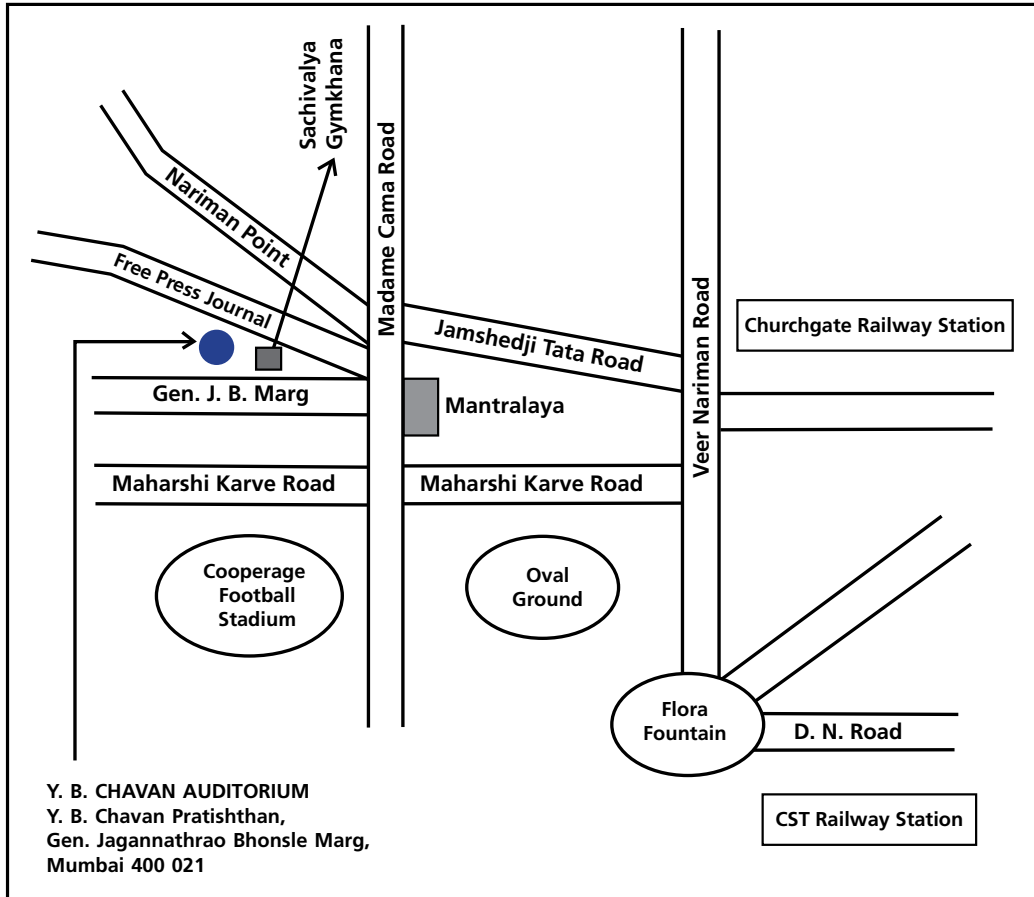 Sachivalya
Gymkhana
Nariman Point
Free Press Journal
Madame Cama Road
Jamshedji Tata Road
Veer Nariman Road
Churchgate Railway Station
Gen. J. B. Marg
Mantralaya
Maharshi Karve Road
Maharshi Karve Road
Cooperage
Football
Stadium
Oval
Ground
Flora
Fountain
D. N. Road
CST Railway Station
Y. B. CHAVAN AUDITORIUM
Y. B. Chavan Pratishthan,
Gen. Jagannathrao Bhonsle Marg,
Mumbai 400 021